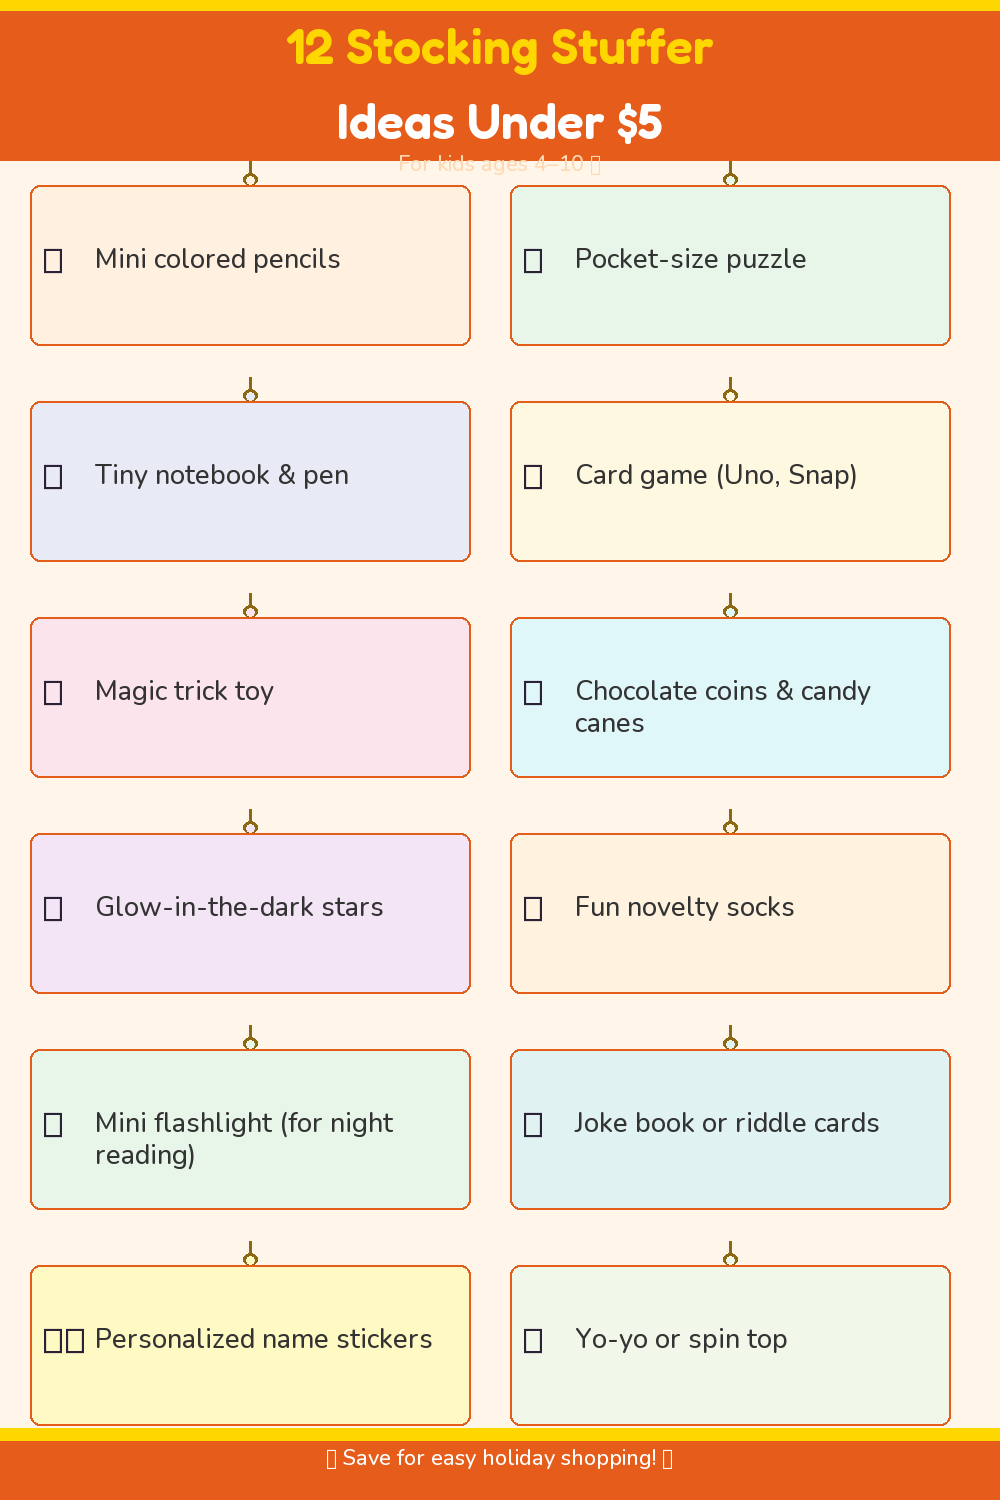 12 Stocking Stuffer
Ideas Under $5
For kids ages 4–10
Mini colored pencils
Pocket-size puzzle
Tiny notebook & pen
Card game (Uno, Snap)
Magic trick toy
Chocolate coins & candy
canes
Glow-in-the-dark stars
Fun novelty socks
Mini flashlight (for night
reading)
Joke book or riddle cards
Personalized name stickers
Yo-yo or spin top
Save for easy holiday shopping!